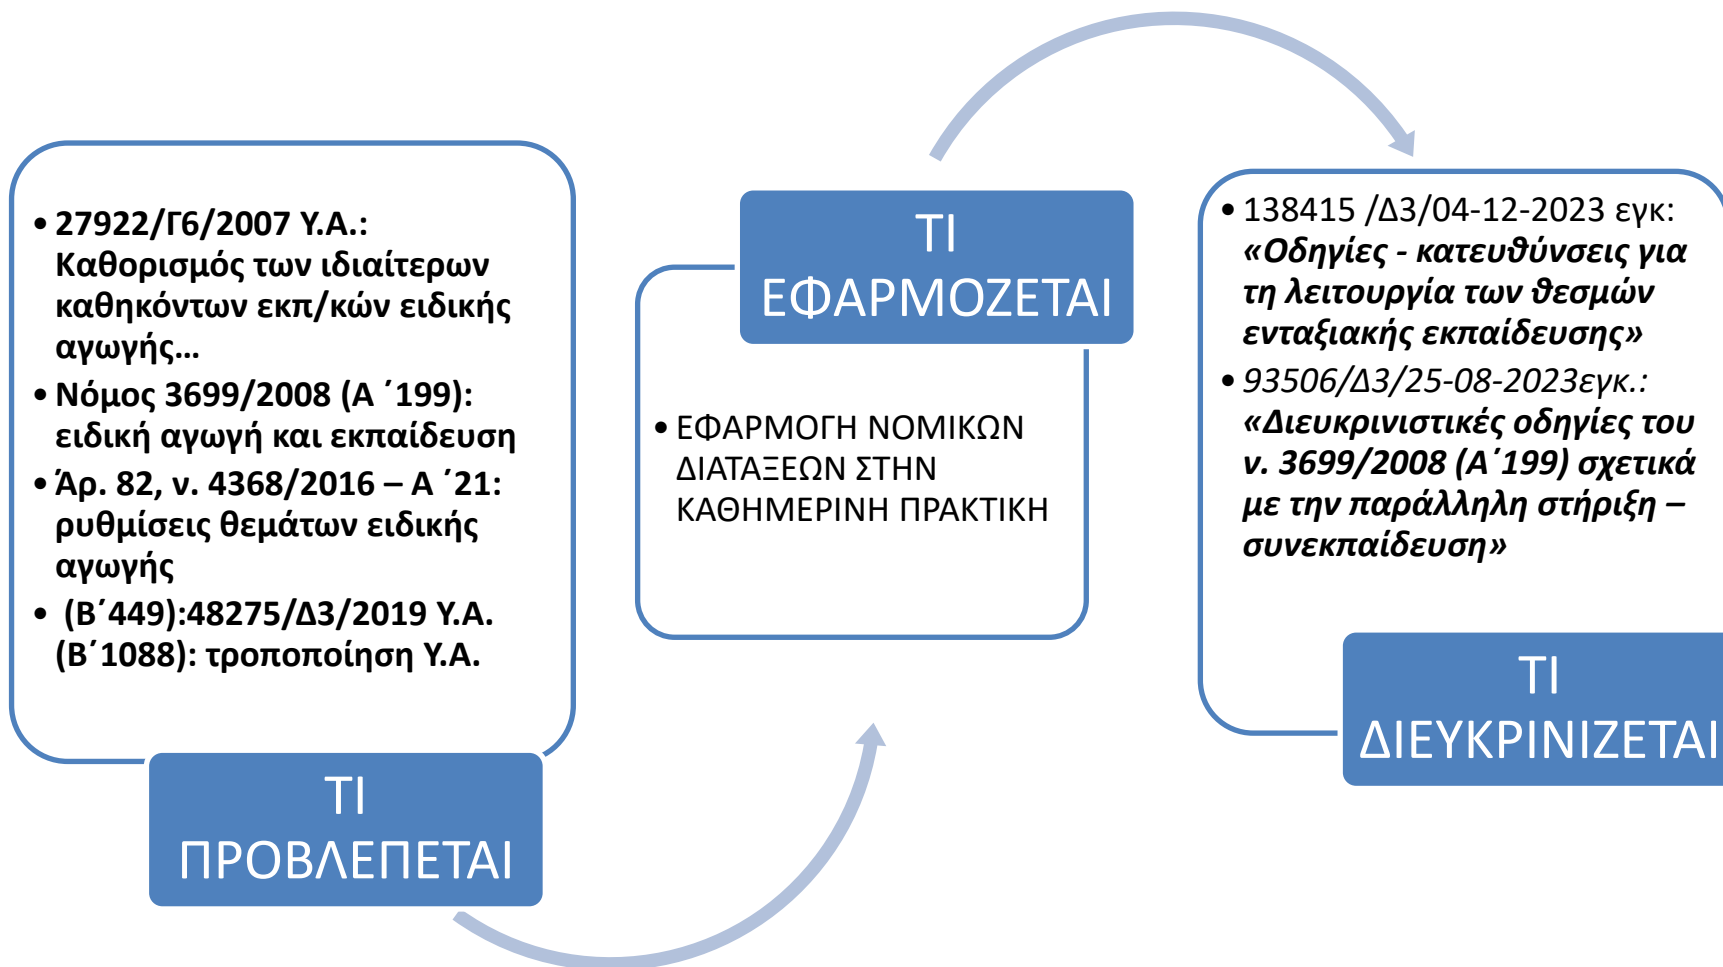 • 27922/Γ6/2007 Υ.Α.:
Καθορισμός των ιδιαίτερων
καθηκόντων εκπ/κών ειδικής
αγωγής...
• Νόμος 3699/2008 (Α ΄199):
ειδική αγωγή και εκπαίδευση
• Άρ. 82, ν. 4368/2016 – Α ΄21:
ρυθμίσεις θεμάτων ειδικής
αγωγής
• (Β΄449):48275/Δ3/2019 Υ.Α.
(Β΄1088): τροποποίηση Υ.Α.
ΤΙ
ΠΡΟΒΛΕΠΕΤΑΙ
ΤΙ
ΕΦΑΡΜΟΖΕΤΑΙ
• ΕΦΑΡΜΟΓΗ ΝΟΜΙΚΩΝ
ΔΙΑΤΑΞΕΩΝ ΣΤΗΝ
ΚΑΘΗΜΕΡΙΝΗ ΠΡΑΚΤΙΚΗ
• 138415 /Δ3/04-12-2023 εγκ:
«Οδηγίες - κατευθύνσεις για
τη λειτουργία των θεσμών
ενταξιακής εκπαίδευσης»
• 93506/Δ3/25-08-2023εγκ.:
«Διευκρινιστικές οδηγίες του
ν. 3699/2008 (Α΄199) σχετικά
με την παράλληλη στήριξη –
συνεκπαίδευση»
ΤΙ
ΔΙΕΥΚΡΙΝΙΖΕΤΑΙ